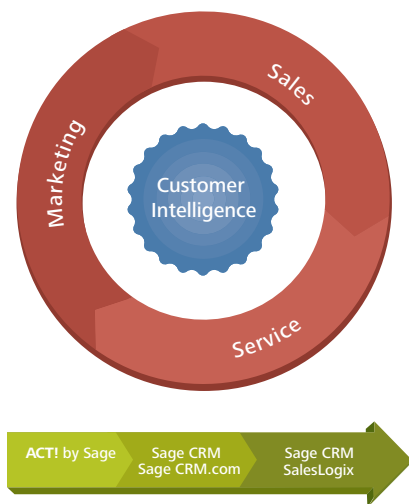 Sales
Marketing
Customer
Intelligence
Service
ACT! by Sage
Sage CRM
Sage CRM.com
Sage CRM
SalesLogix